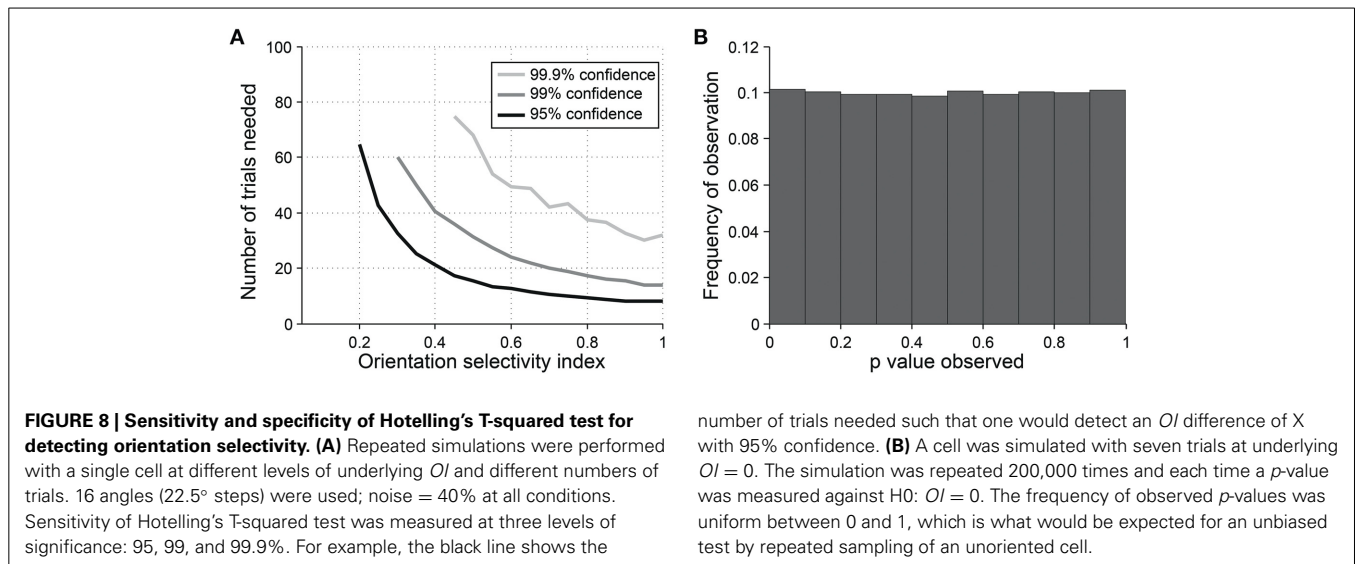 A
100
80
60
40
20
0
Number of trials needed
99.9% confidence
99% confidence
95% confidence
0.2 0.4 0.6 0.8 1
Orientation selectivity index
B
0.12
0.1
0.08
0.06
0.04
0.02
0
Frequency of observation
0 0.2 0.4 0.6 0.8 1
p value observed
FIGURE 8 | Sensitivity and specificity of Hotelling's T-squared test for
detecting orientation selectivity. (A) Repeated simulations were performed
with a single cell at different levels of underlying OI and different numbers of
trials. 16 angles (22.5° steps) were used; noise = 40% at all conditions.
Sensitivity of Hotelling's T-squared test was measured at three levels of
significance: 95, 99, and 99.9%. For example, the black line shows the
number of trials needed such that one would detect an OI difference of X
with 95% confidence. (B) A cell was simulated with seven trials at underlying
OI = 0. The simulation was repeated 200,000 times and each time a p-value
was measured against H0: OI = 0. The frequency of observed p-values was
uniform between 0 and 1, which is what would be expected for an unbiased
test by repeated sampling of an unoriented cell.